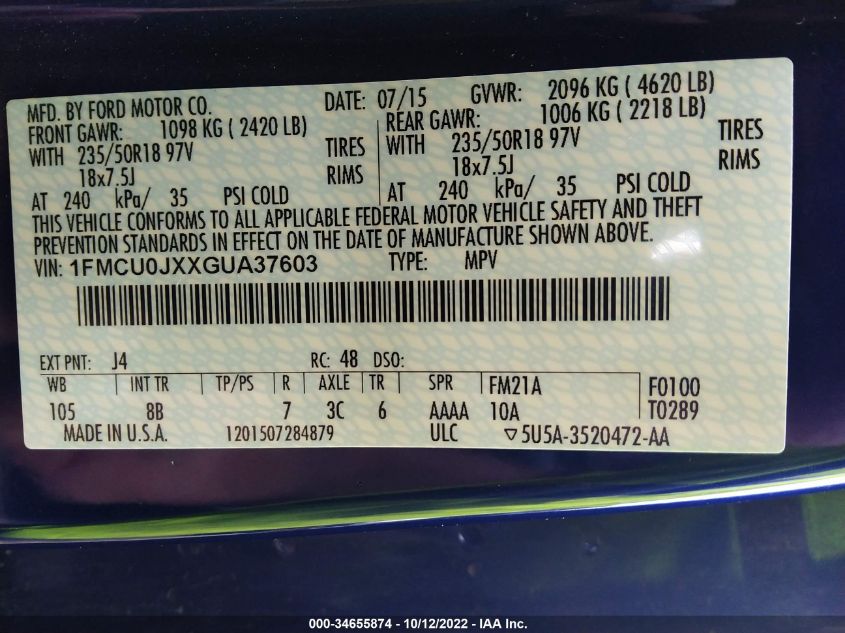 MFD. BY FORD MOTOR CO. DATE: 07/15 GVWR: 2096 KG ( 4620 LB)
FRONT GAWR: 1098 KG ( 2420 LB) REAR GAWR: 1006 KG ( 2218 LB)
WITH 235/50R18 97V TIRES WITH 235/50R18 97V TIRES
18x7.5J RIMS 18x7.5J RIMS
AT 240 kPa/ 35 PSI COLD AT 240 kPa/ 35 PSI COLD
THIS VEHICLE CONFORMS TO ALL APPLICABLE FEDERAL MOTOR VEHICLE SAFETY AND THEFT
PREVENTION STANDARDS IN EFFECT ON THE DATE OF MANUFACTURE SHOWN ABOVE.
VIN: 1FMCU0JXXGUA37603 TYPE: MPV
EXT PNT: J4 RC: 48 DSO:
WB INT TR TP/PS R AXLE TR SPR FM21A F0100
105 8B 7 3C 6 AAAA 10A T0289
MADE IN U.S.A. 1201507284879 ULC ▽5U5A-3520472-AA
000-34655874 - 10/12/2022 - IAA Inc.